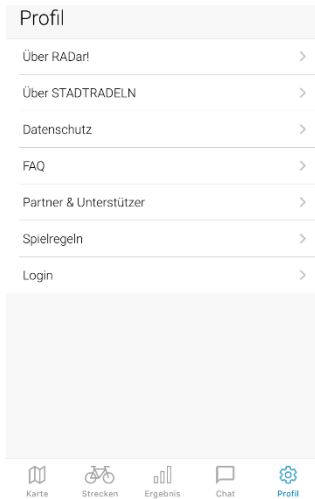 Profil
Über RADar!
Über STADTRADELN
Datenschutz
FAQ
Partner & Unterstützer
Spielregeln
Login
Karte Strecken Ergebnis Chat Profil